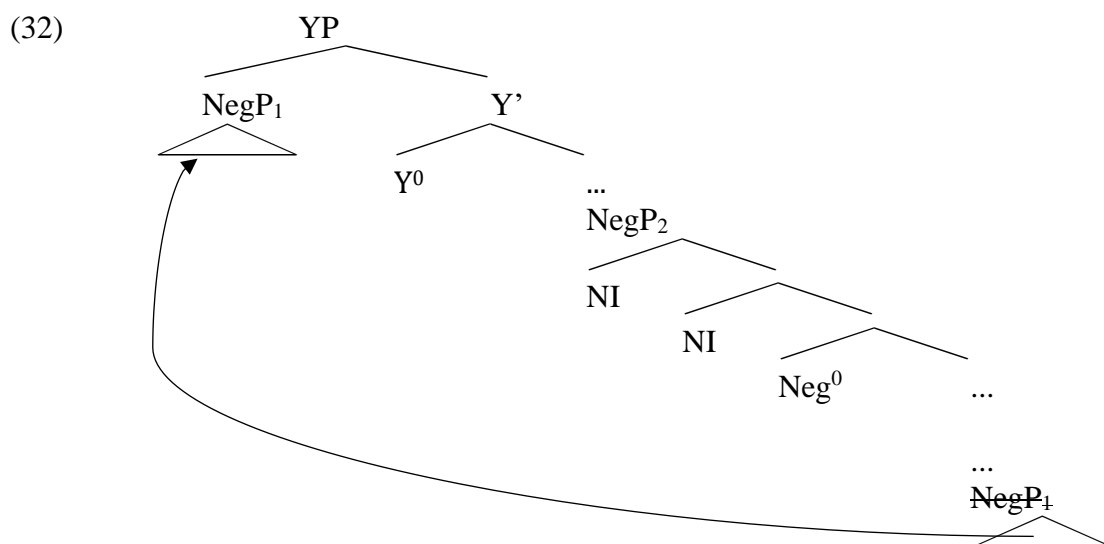 (32) YP
NegP₁ Y’
Y⁰ ...
NegP₂
NI
NI
Neg⁰ ...
...
NegP₁